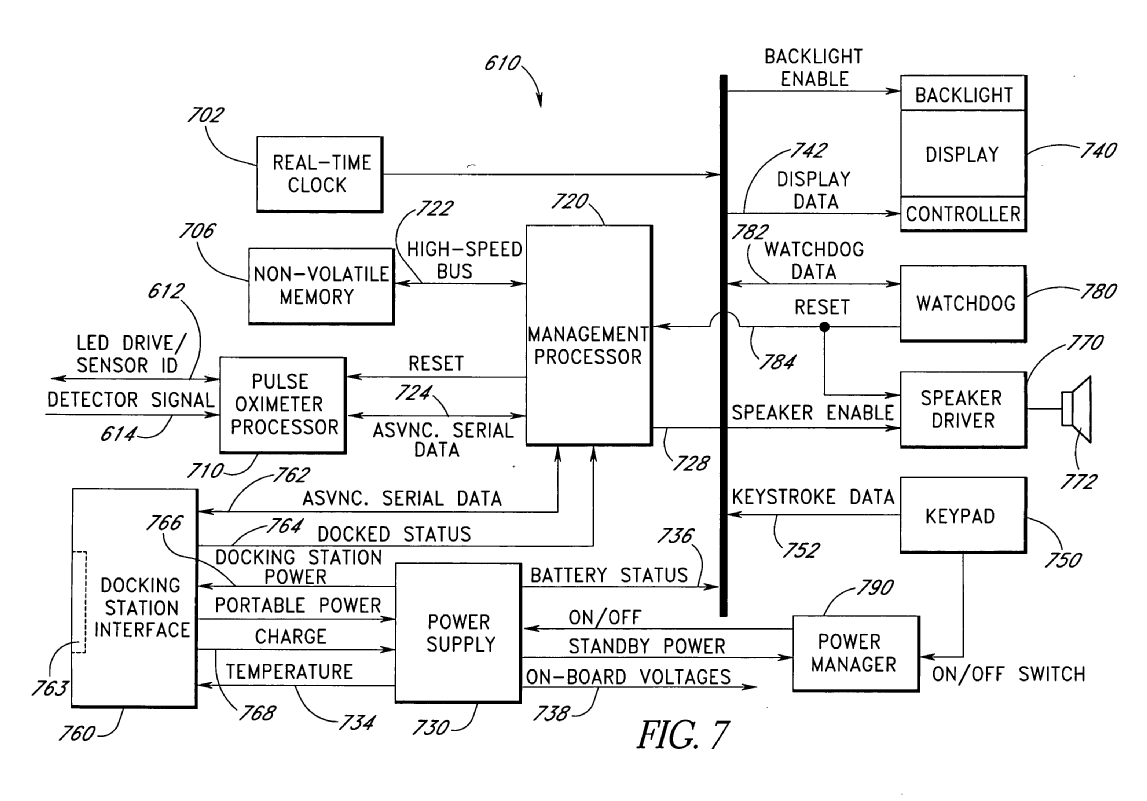 610
BACKLIGHT
ENABLE
BACKLIGHT
DISPLAY
CONTROLLER
740
702
REAL-TIME
CLOCK
742
DISPLAY
DATA
720
722
HIGH-SPEED
BUS
706
NON-VOLATILE
MEMORY
782
WATCHDOG
DATA
WATCHDOG
780
MANAGEMENT
PROCESSOR
RESET
784
612
LED DRIVE/
SENSOR ID
DETECTOR SIGNAL
614
PULSE
OXIMETER
PROCESSOR
710
RESET
724
ASVNC. SERIAL
DATA
770
SPEAKER
DRIVER
SPEAKER ENABLE
728
772
762
ASVNC. SERIAL DATA
764
DOCKED STATUS
KEYSTROKE DATA
752
KEYPAD
750
766
DOCKING STATION
POWER
736
BATTERY STATUS
DOCKING
STATION
INTERFACE
PORTABLE POWER
CHARGE
TEMPERATURE
763
760
768
734
POWER
SUPPLY
730
ON/OFF
STANDBY POWER
ON-BOARD VOLTAGES
738
790
POWER
MANAGER
ON/OFF SWITCH
FIG. 7